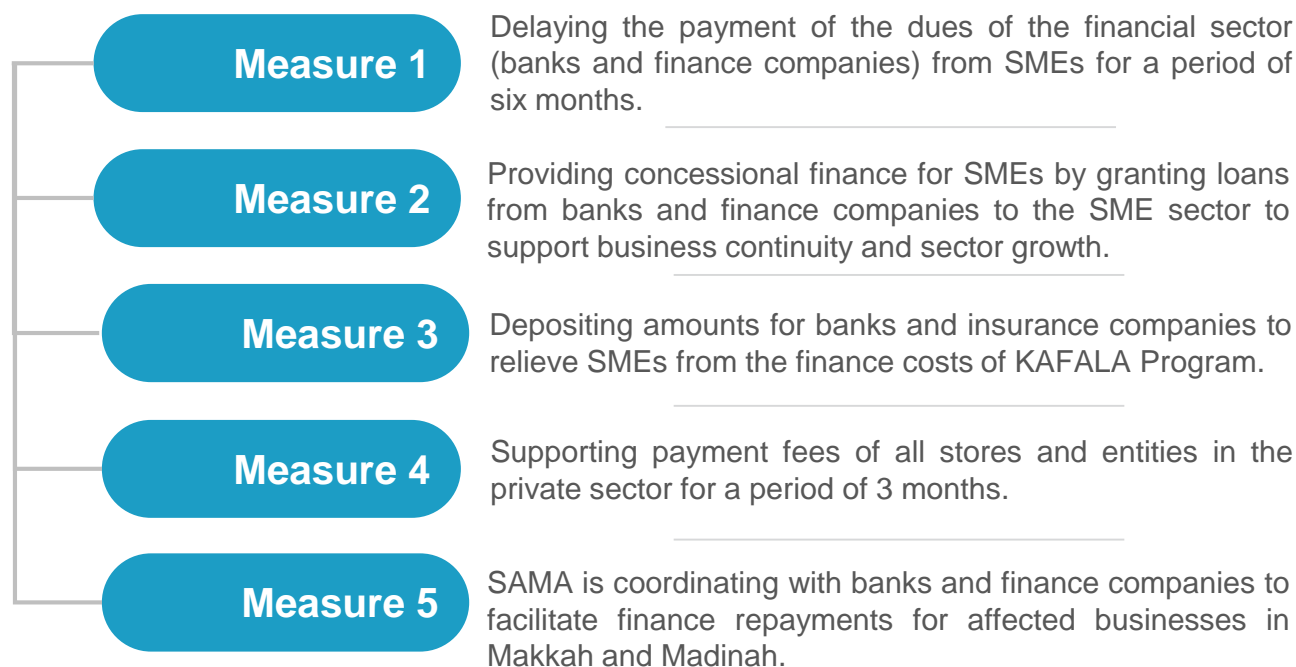 Measure 1
Delaying the payment of the dues of the financial sector
(banks and finance companies) from SMEs for a period of
six months.
Measure 2
Providing concessional finance for SMEs by granting loans
from banks and finance companies to the SME sector to
support business continuity and sector growth.
Measure 3
Depositing amounts for banks and insurance companies to
relieve SMEs from the finance costs of KAFALA Program.
Measure 4
Supporting payment fees of all stores and entities in the
private sector for a period of 3 months.
Measure 5
SAMA is coordinating with banks and finance companies to
facilitate finance repayments for affected businesses in
Makkah and Madinah.